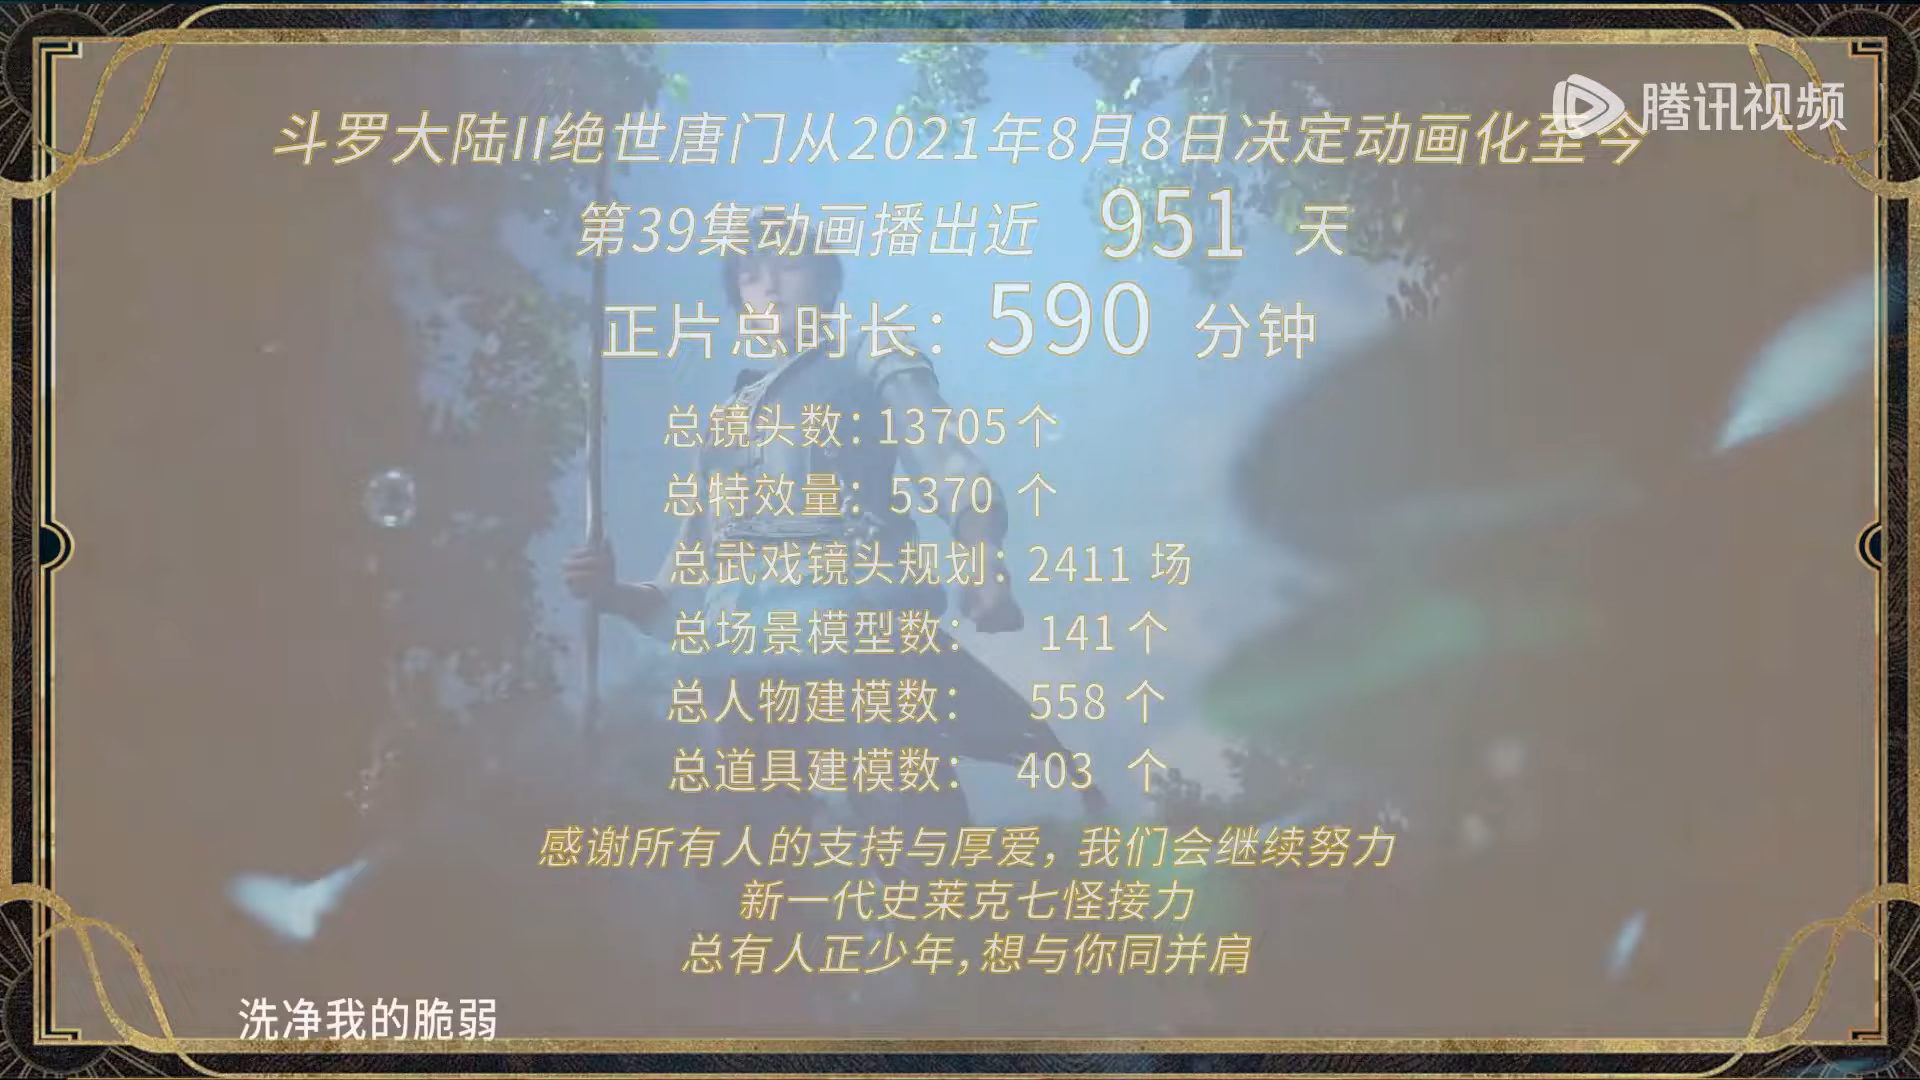 腾讯视频
斗罗大陆II绝世唐门从2021年8月8日决定动画化至今
第39集动画播出近 951 天
正片总时长：590 分钟
总镜头数：13705个
总特效量：5370 个
总武戏镜头规划：2411 场
总场景模型数： 141个
总人物建模数： 558 个
总道具建模数： 403 个
感谢所有人的支持与厚爱，我们会继续努力
新一代史莱克七怪接力
总有人正少年，想与你同并肩
洗净我的脆弱